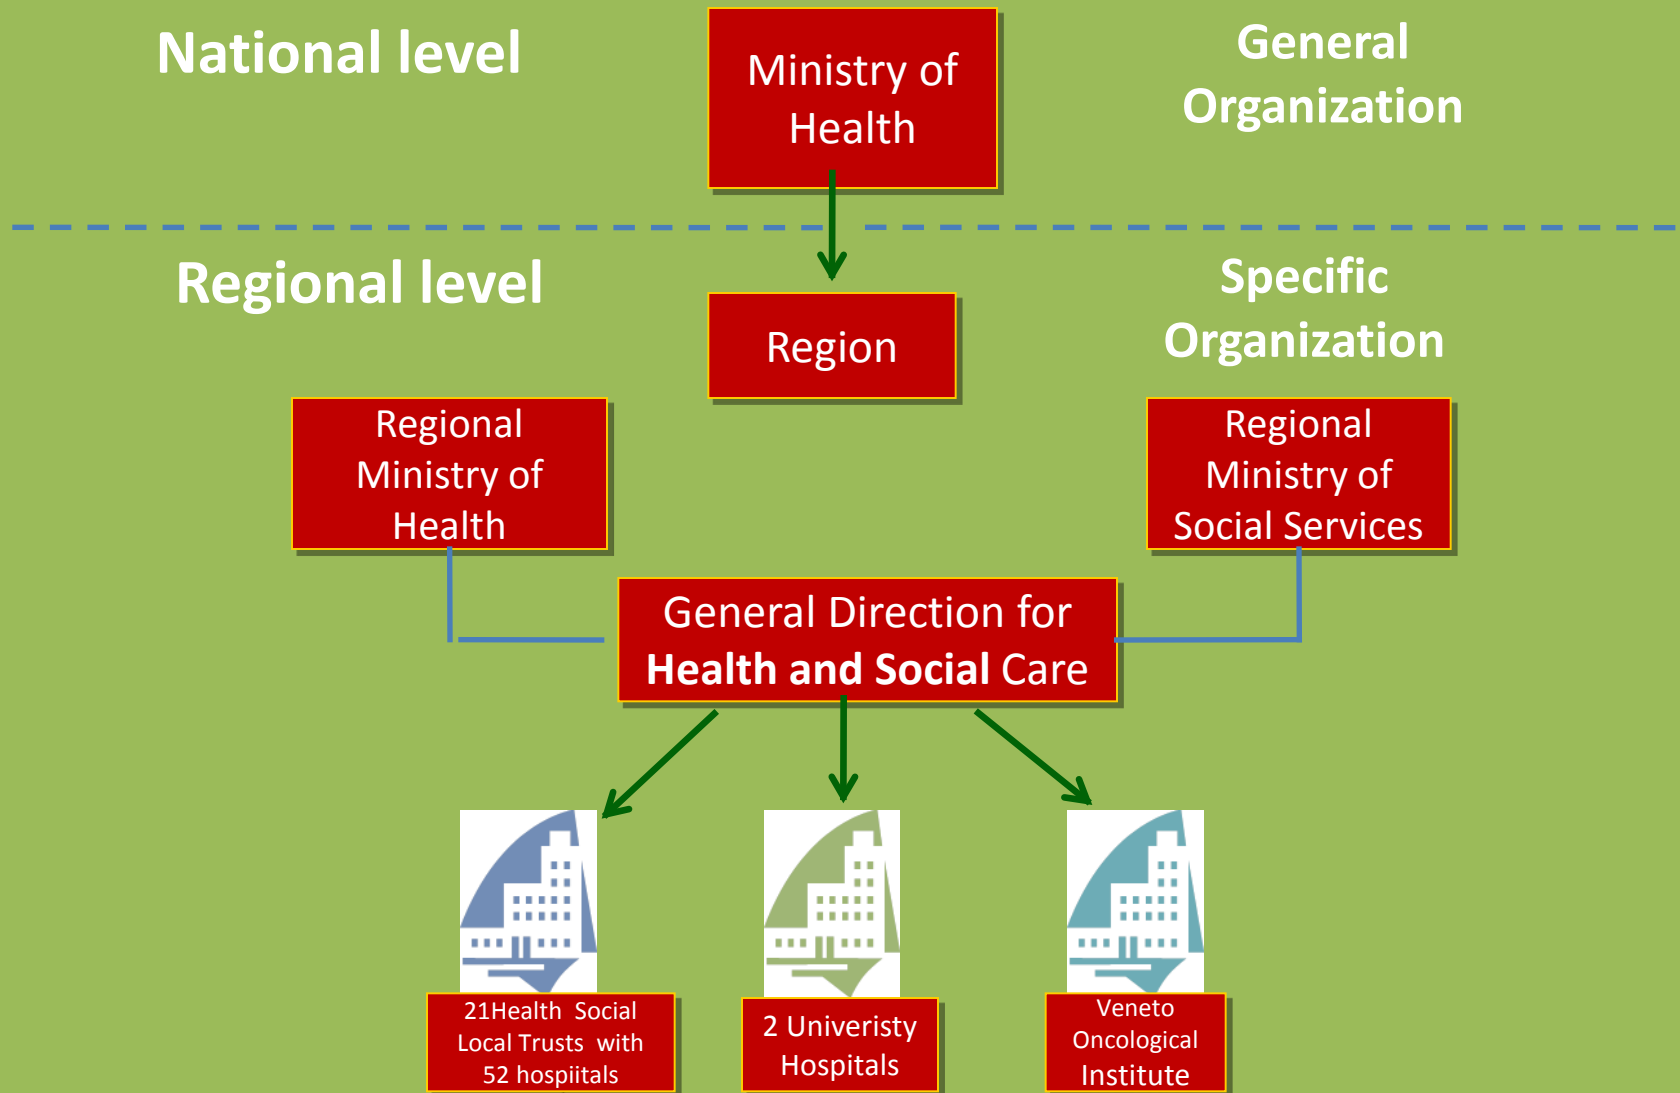 National level
Ministry of
Health
General
Organization
Regional level
Region
Specific
Organization
Regional
Ministry of
Health
Regional
Ministry of
Social Services
General Direction for
Health and Social Care
21Health  Social
Local Trusts  with
52 hospiitals
2 Univeristy
Hospitals
Veneto
Oncological
Institute